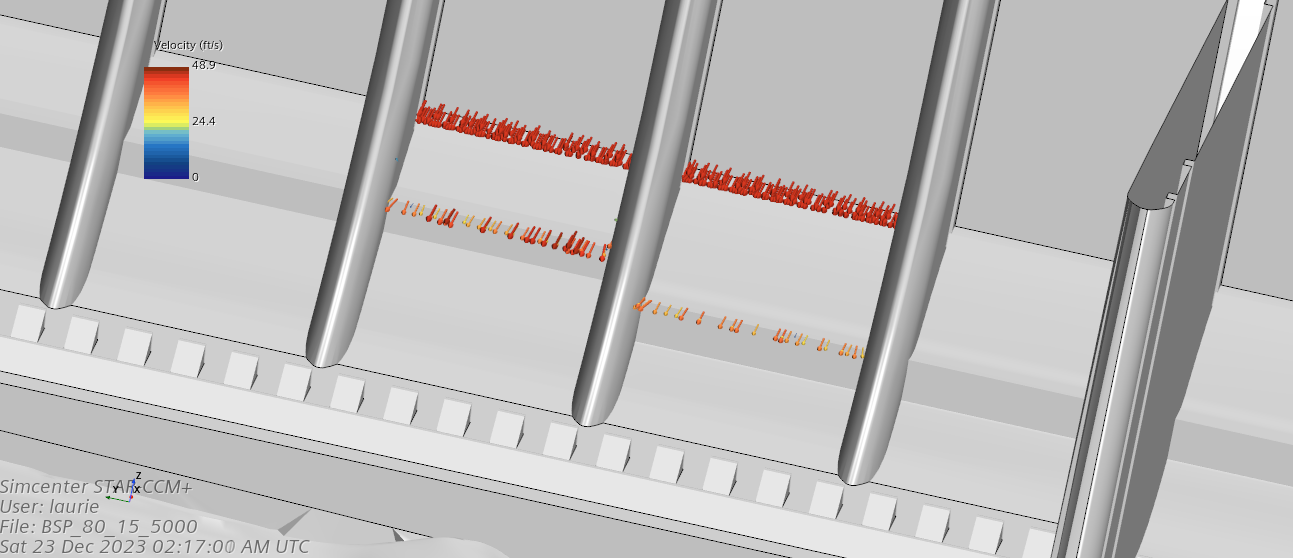 Velocity (ft/s)
48.9
24.4
0
Z
Y X
Simcenter STAR-CCM+
User: laurie
File: BSP_80_15_5000
Sat 23 Dec 2023 02:17:00 AM UTC